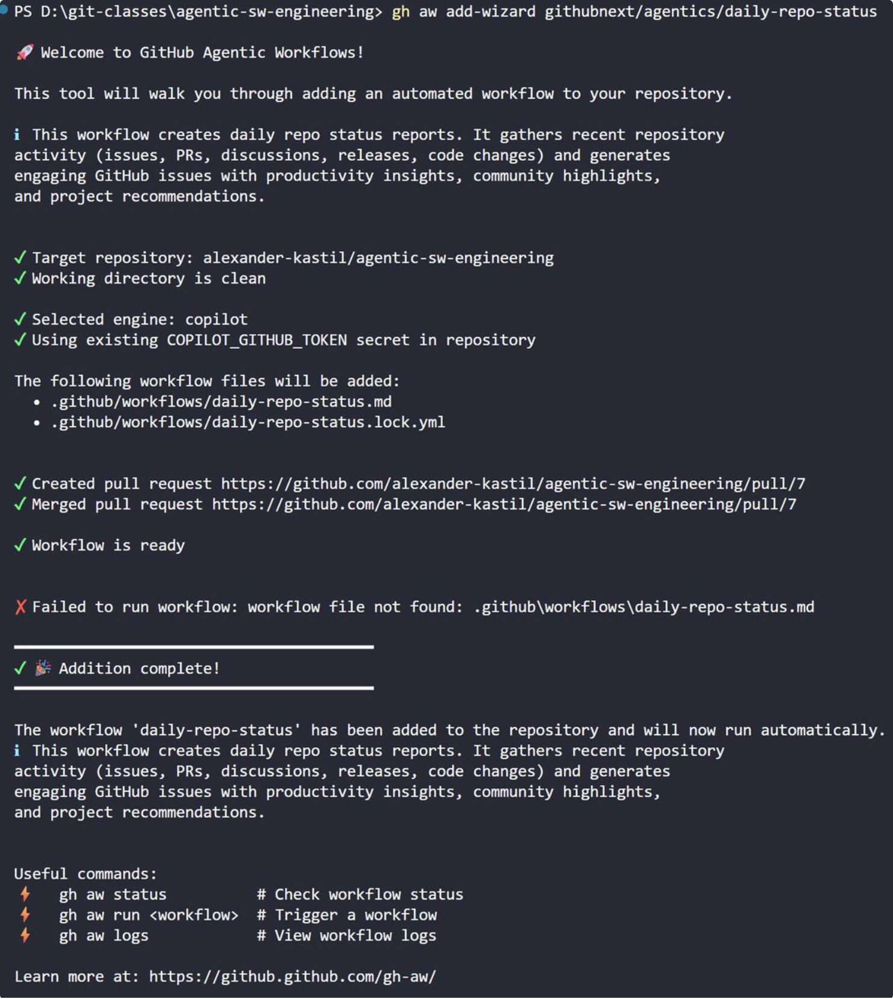 PS D:\git-classes\agentic-sw-engineering> gh aw add-wizard githubnext/agentics/daily-repo-status
🚀 Welcome to GitHub Agentic Workflows!
This tool will walk you through adding an automated workflow to your repository.
i This workflow creates daily repo status reports. It gathers recent repository
activity (issues, PRs, discussions, releases, code changes) and generates
engaging GitHub issues with productivity insights, community highlights,
and project recommendations.
✓ Target repository: alexander-kastil/agentic-sw-engineering
✓ Working directory is clean
✓ Selected engine: copilot
✓ Using existing COPILOT_GITHUB_TOKEN secret in repository
The following workflow files will be added:
• .github/workflows/daily-repo-status.md
• .github/workflows/daily-repo-status.lock.yml
✓ Created pull request https://github.com/alexander-kastil/agentic-sw-engineering/pull/7
✓ Merged pull request https://github.com/alexander-kastil/agentic-sw-engineering/pull/7
✓ Workflow is ready
✗ Failed to run workflow: workflow file not found: .github\workflows\daily-repo-status.md
✓ 🎉 Addition complete!
The workflow 'daily-repo-status' has been added to the repository and will now run automatically.
i This workflow creates daily repo status reports. It gathers recent repository
activity (issues, PRs, discussions, releases, code changes) and generates
engaging GitHub issues with productivity insights, community highlights,
and project recommendations.
Useful commands:
⚡ gh aw status # Check workflow status
⚡ gh aw run <workflow> # Trigger a workflow
⚡ gh aw logs # View workflow logs
Learn more at: https://github.github.com/gh-aw/